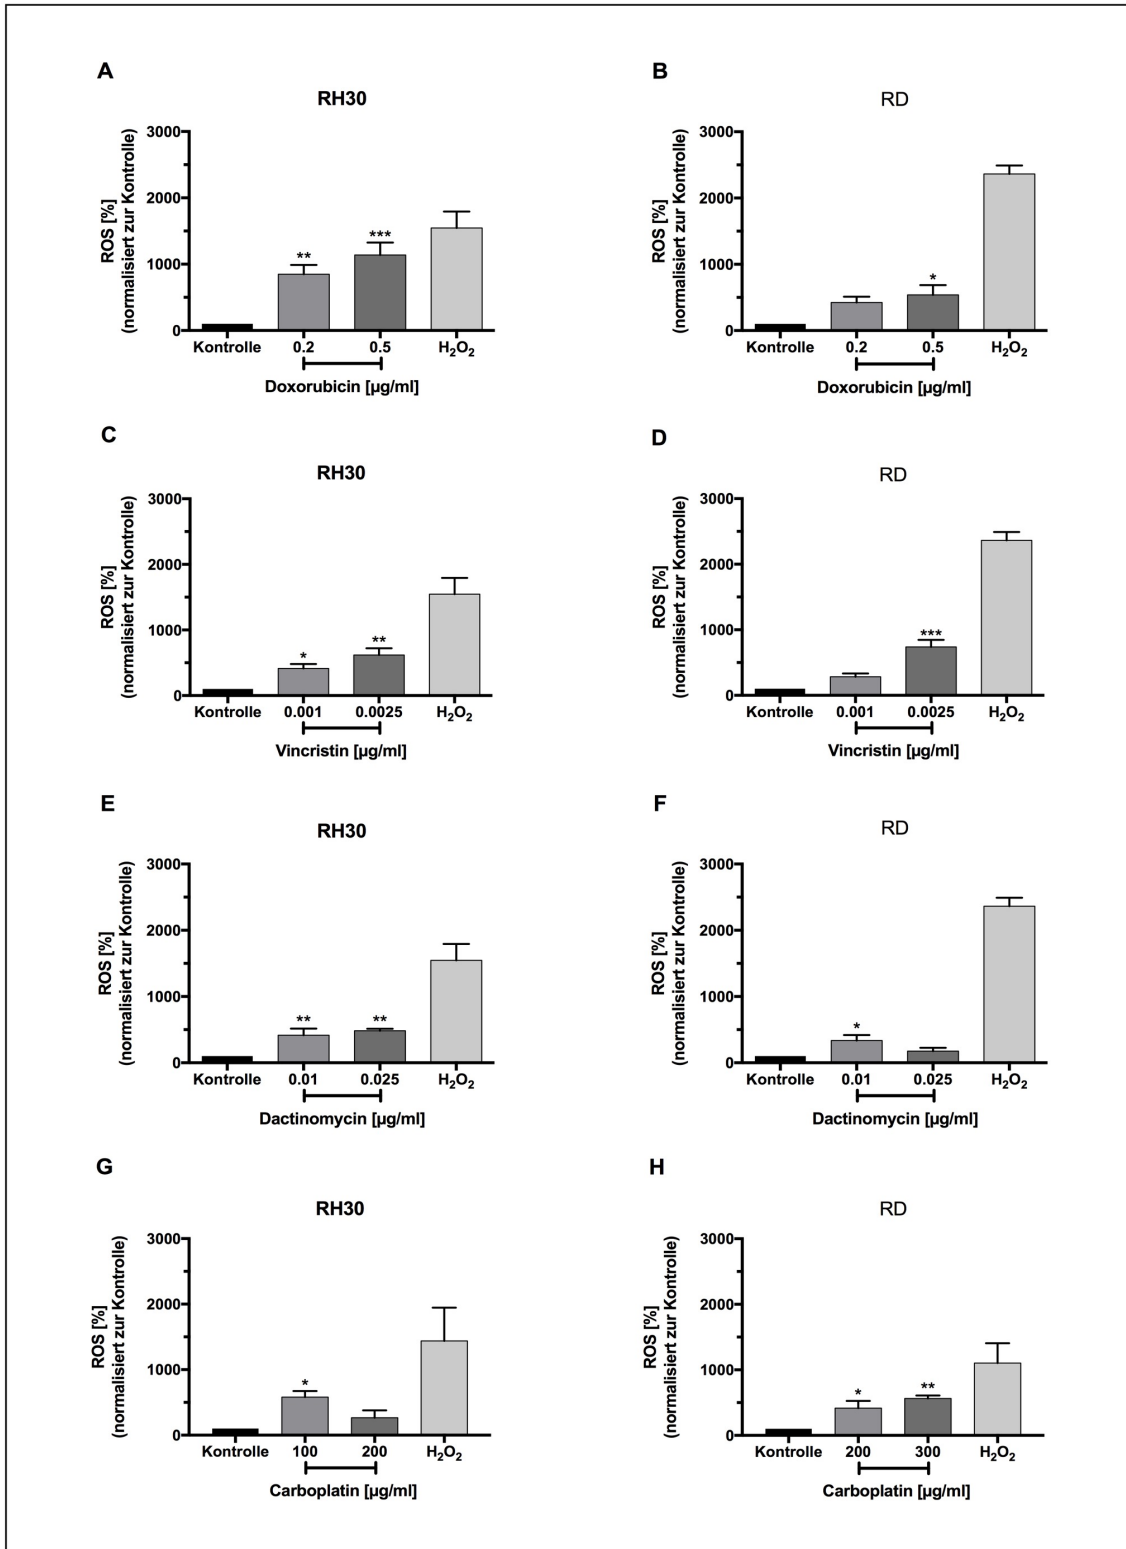 A
RH30
ROS [%]
(normalisiert zur Kontrolle)
3000
2000
1000
0
**
***
Kontrolle 0.2 0.5 H₂O₂
Doxorubicin [µg/ml]
B
RD
ROS [%]
(normalisiert zur Kontrolle)
3000
2000
1000
0
*
Kontrolle 0.2 0.5 H₂O₂
Doxorubicin [µg/ml]
C
RH30
ROS [%]
(normalisiert zur Kontrolle)
3000
2000
1000
0
*
**
Kontrolle 0.001 0.0025 H₂O₂
Vincristin [µg/ml]
D
RD
ROS [%]
(normalisiert zur Kontrolle)
3000
2000
1000
0
***
Kontrolle 0.001 0.0025 H₂O₂
Vincristin [µg/ml]
E
RH30
ROS [%]
(normalisiert zur Kontrolle)
3000
2000
1000
0
**
**
Kontrolle 0.01 0.025 H₂O₂
Dactinomycin [µg/ml]
F
RD
ROS [%]
(normalisiert zur Kontrolle)
3000
2000
1000
0
*
Kontrolle 0.01 0.025 H₂O₂
Dactinomycin [µg/ml]
G
RH30
ROS [%]
(normalisiert zur Kontrolle)
3000
2000
1000
0
*
Kontrolle 100 200 H₂O₂
Carboplatin [µg/ml]
H
RD
ROS [%]
(normalisiert zur Kontrolle)
3000
2000
1000
0
*
**
Kontrolle 200 300 H₂O₂
Carboplatin [µg/ml]